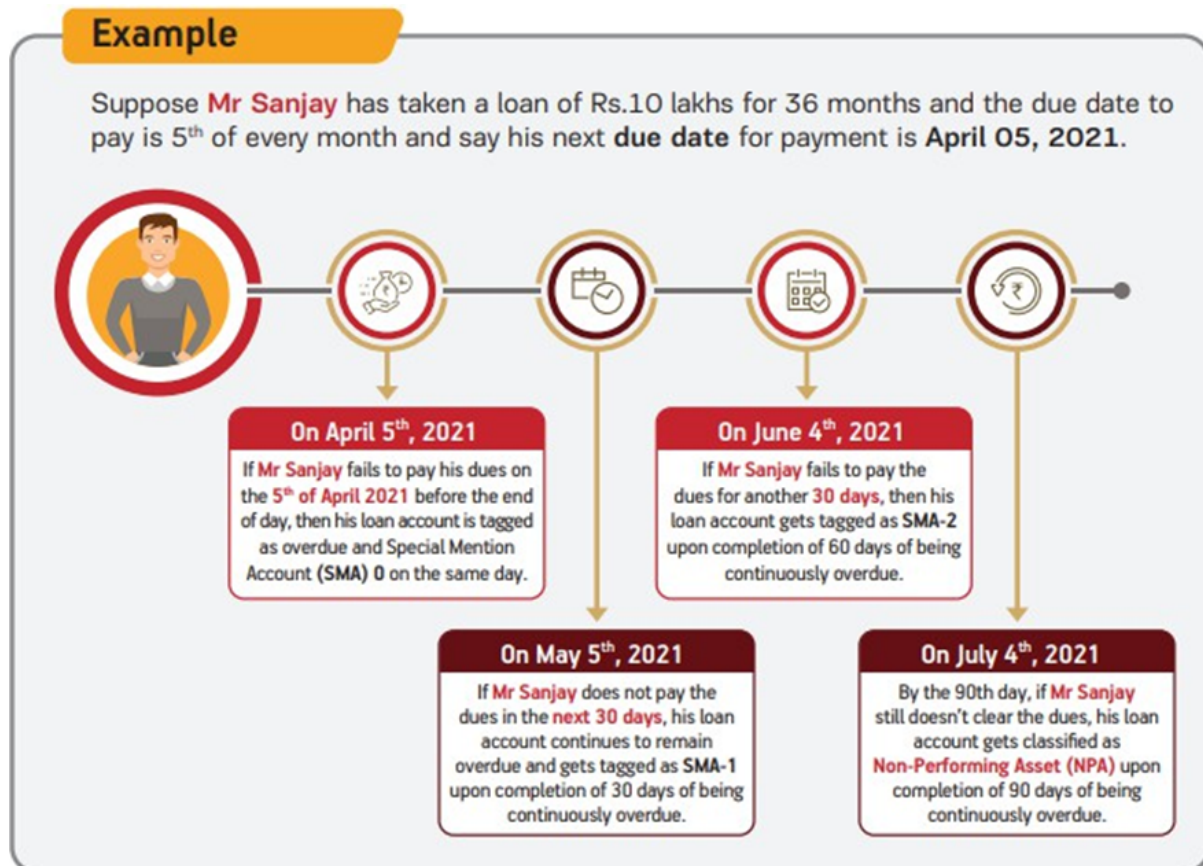 Example
Suppose Mr Sanjay has taken a loan of Rs.10 lakhs for 36 months and the due date to
pay is 5th of every month and say his next due date for payment is April 05, 2021.
On April 5th, 2021
If Mr Sanjay fails to pay his dues on
the 5th of April 2021 before the end
of day, then his loan account is tagged
as overdue and Special Mention
Account (SMA) 0 on the same day.
On May 5th, 2021
If Mr Sanjay does not pay the
dues in the next 30 days, his loan
account continues to remain
overdue and gets tagged as SMA-1
upon completion of 30 days of being
continuously overdue.
On June 4th, 2021
If Mr Sanjay fails to pay the
dues for another 30 days, then his
loan account gets tagged as SMA-2
upon completion of 60 days of being
continuously overdue.
On July 4th, 2021
By the 90th day, if Mr Sanjay
still doesn't clear the dues, his loan
account gets classified as
Non-Performing Asset (NPA) upon
completion of 90 days of being
continuously overdue.